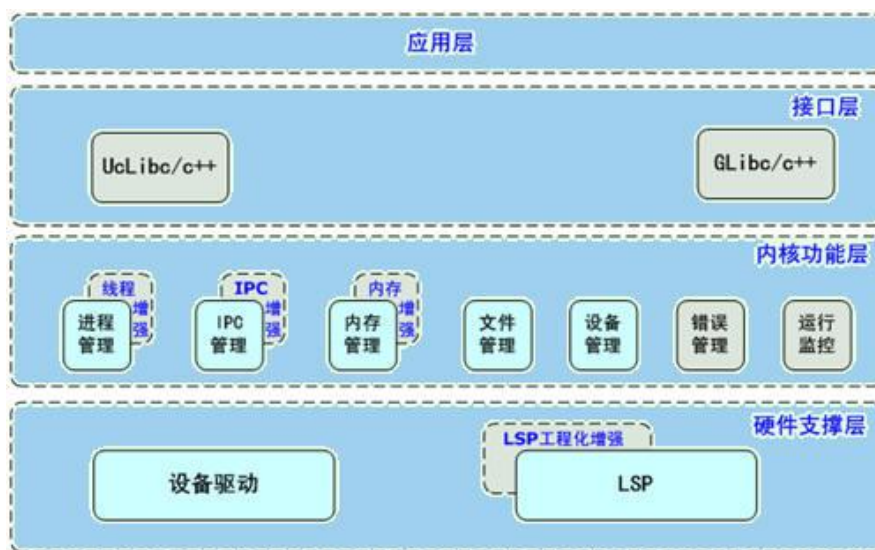 应用层
接口层
UcLibc/c++
GLibc/c++
内核功能层
线程
增
强
进程
管理
IPC
增
强
IPC
管理
内存
增
强
内存
管理
文件
管理
设备
管理
错误
管理
运行
监控
硬件支撑层
LSP工程化增强
设备驱动
LSP